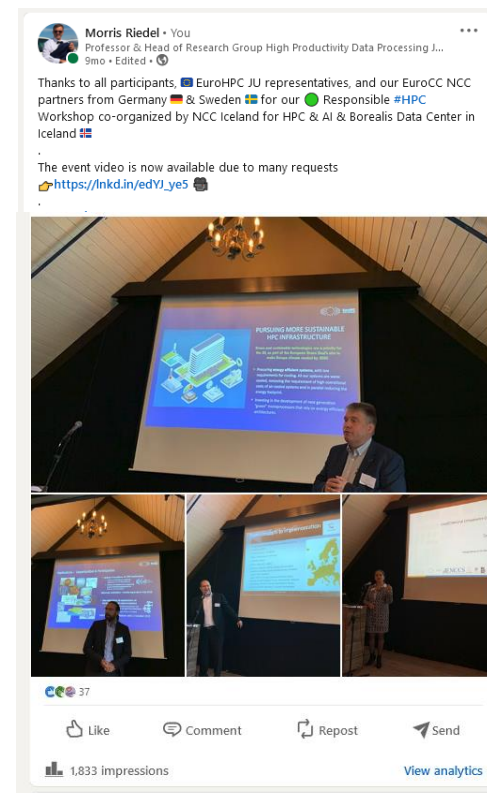 Morris Riedel • You
Professor & Head of Research Group High Productivity Data Processing J...
9mo • Edited •
Thanks to all participants, 🇪🇺 EuroHPC JU representatives, and our EuroCC NCC
partners from Germany 🇩🇪 & Sweden 🇸🇪 for our 🟢 Responsible #HPC
Workshop co-organized by NCC Iceland for HPC & AI & Borealis Data Center in
Iceland 🇮🇸
.
The event video is now available due to many requests
👉https://lnkd.in/edYJ_ye5 🎥
.
PURSUING MORE SUSTAINABLE
HPC INFRASTRUCTURE
37
Like
Comment
Repost
Send
1,833 impressions
View analytics